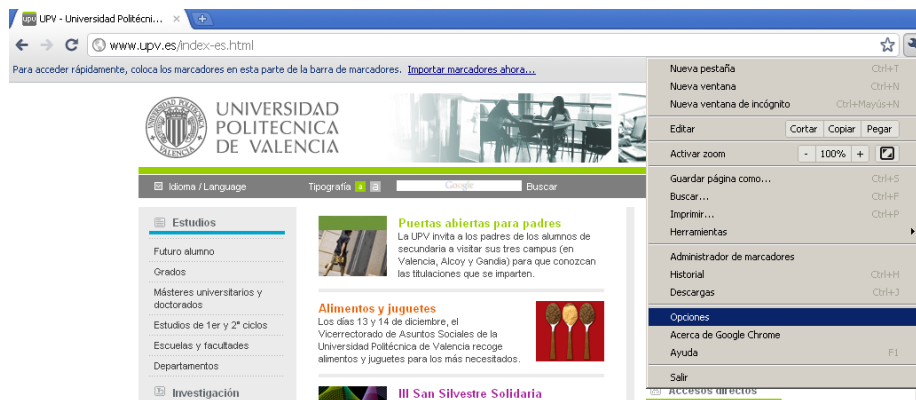 UPV - Universidad Politécni...
www.upv.es/index-es.html
Para acceder rápidamente, coloca los marcadores en esta parte de la barra de marcadores. Importar marcadores ahora...
UNIVERSIDAD
POLITECNICA
DE VALENCIA
Idioma / Language Tipografía a a Google Buscar
Estudios
Futuro alumno
Grados
Másteres universitarios y
doctorados
Estudios de 1er y 2º ciclos
Escuelas y facultades
Departamentos
Investigación
Puertas abiertas para padres
La UPV invita a los padres de los alumnos de
secundaria a visitar sus tres campus (en
Valencia, Alcoy y Gandia) para que conozcan
las titulaciones que se imparten.
Alimentos y juguetes
Los días 13 y 14 de diciembre, el
Vicerrectorado de Asuntos Sociales de la
Universidad Politécnica de Valencia recoge
alimentos y juguetes para los más necesitados.
III San Silvestre Solidaria
Nueva pestaña Ctrl+T
Nueva ventana Ctrl+N
Nueva ventana de incógnito Ctrl+Mayús+N
Editar Cortar Copiar Pegar
Activar zoom - 100% +
Guardar página como... Ctrl+S
Buscar... Ctrl+F
Imprimir... Ctrl+P
Herramientas
Administrador de marcadores
Historial Ctrl+H
Descargas Ctrl+J
Opciones
Acerca de Google Chrome
Ayuda F1
Salir
Accesos directos